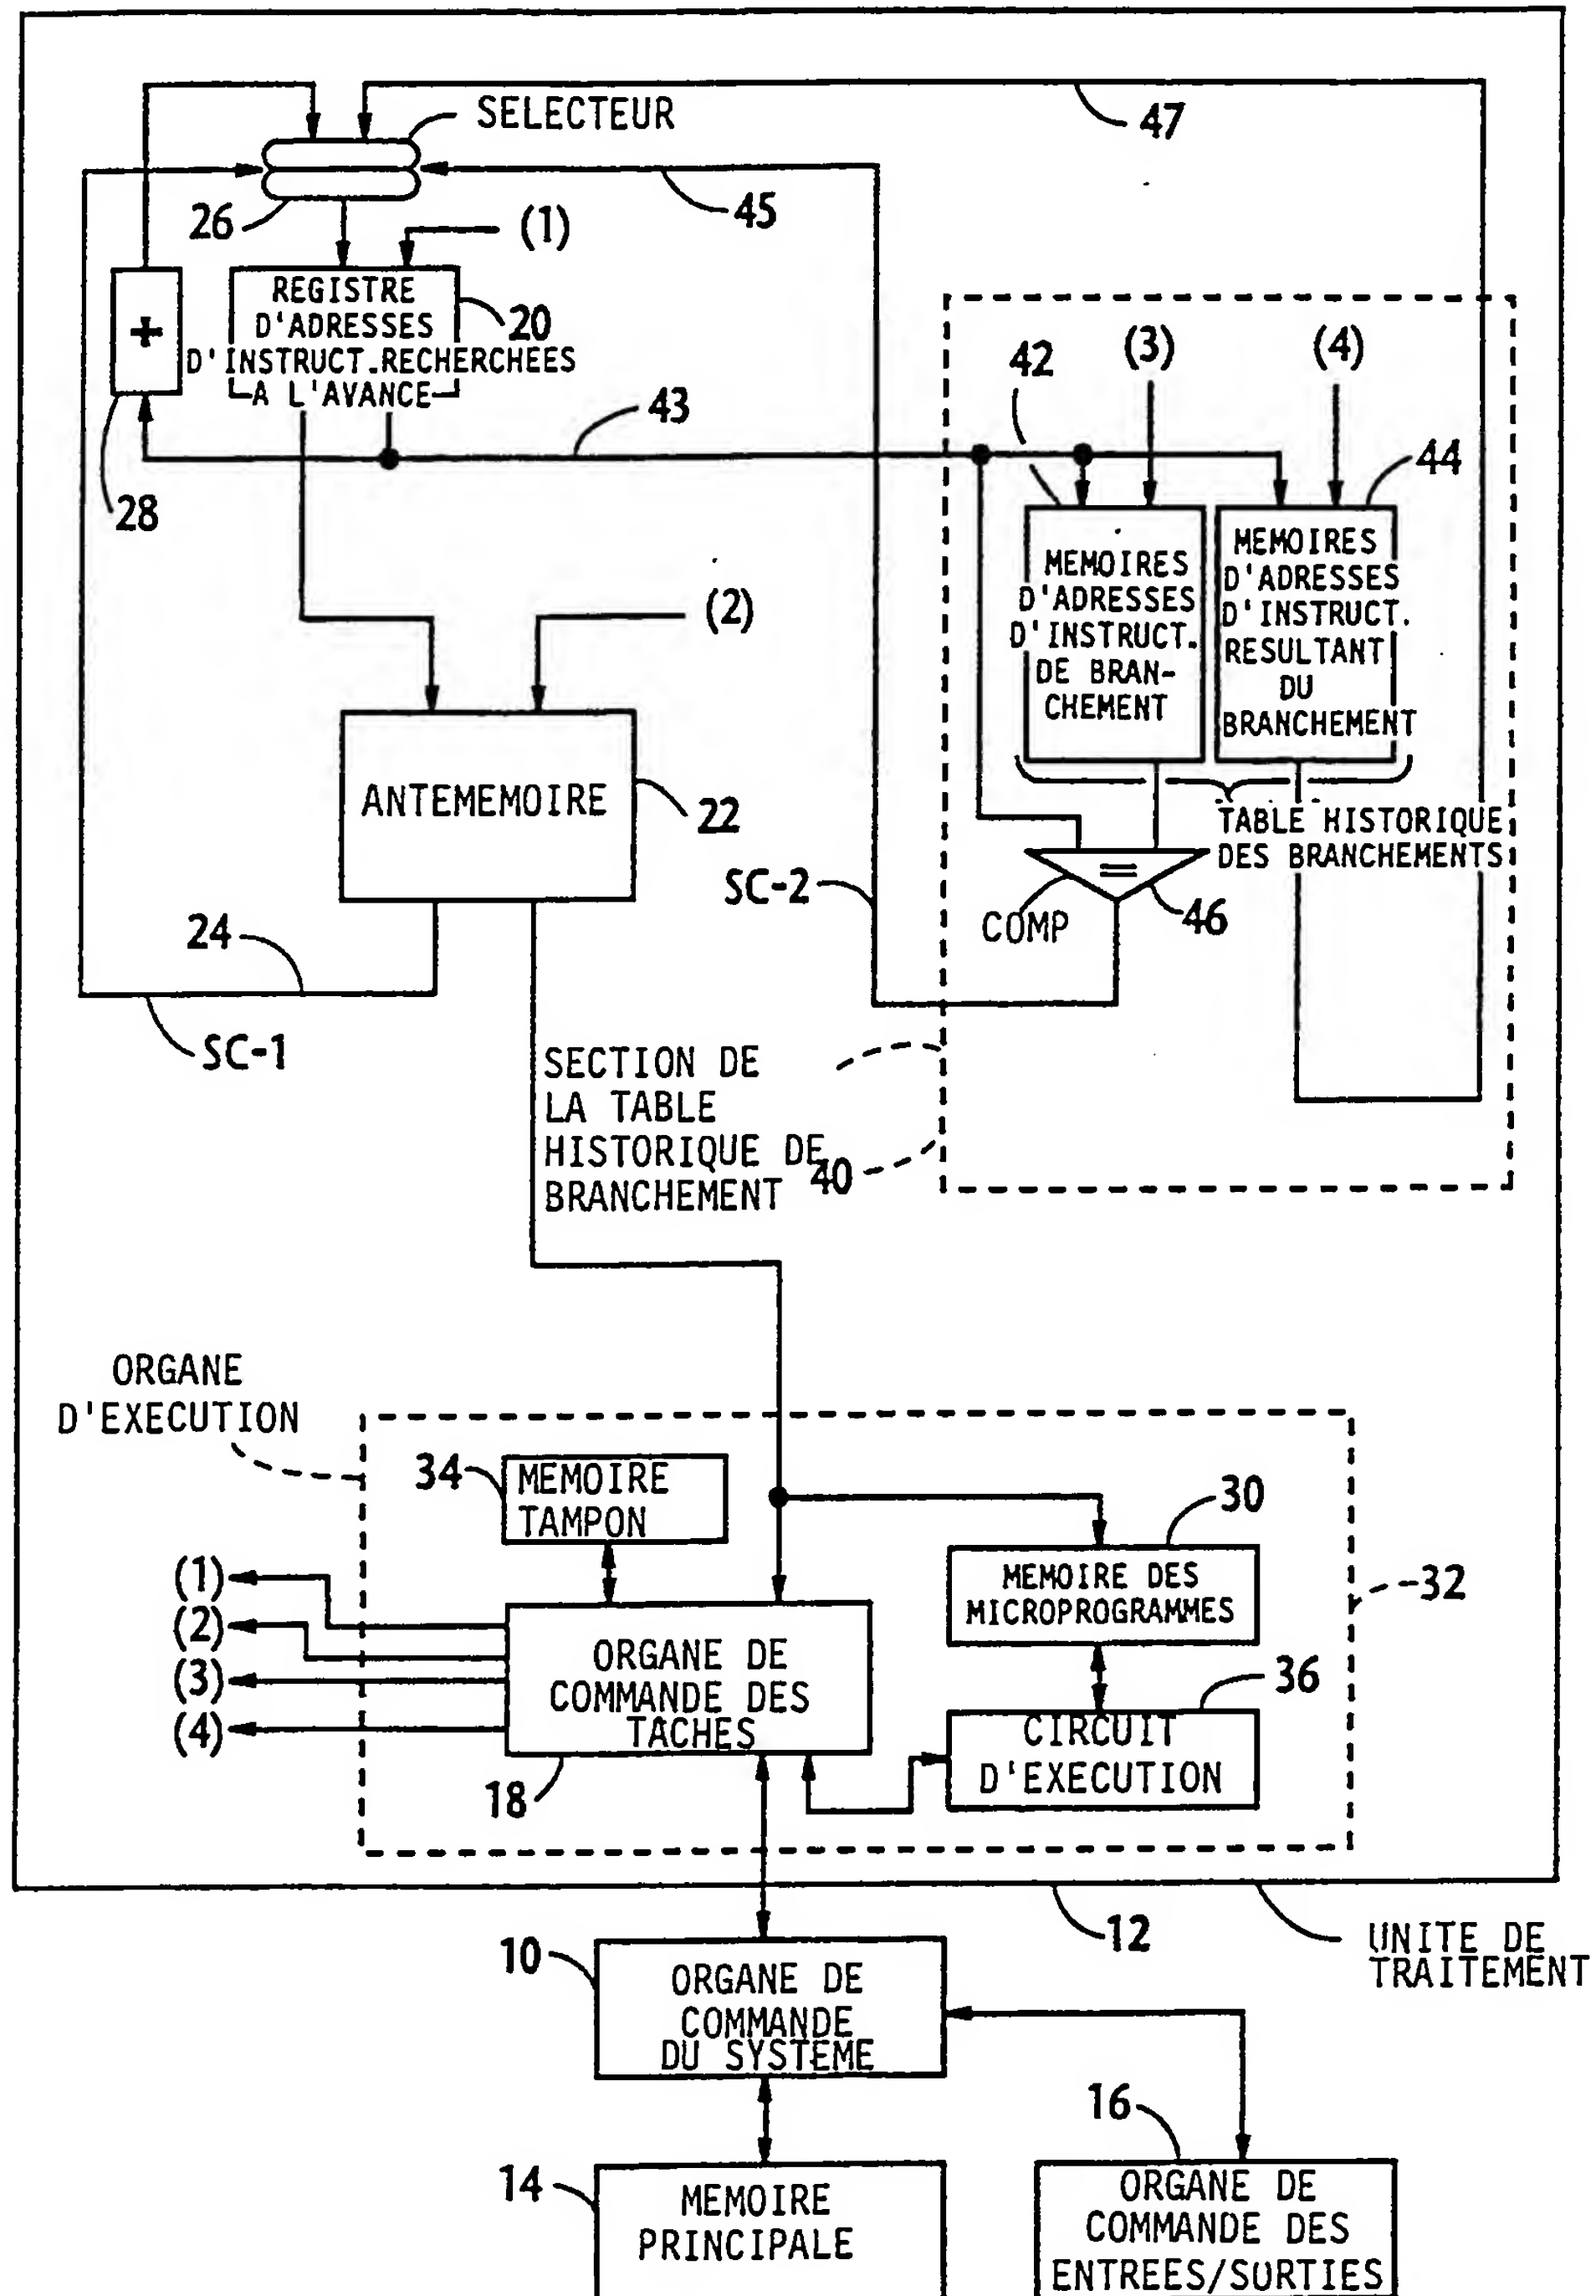 SELECTEUR
47
26
45
(1)
REGISTRE
D'ADRESSES
D'INSTRUCT.RECHERCHEES
A L'AVANCE
20
+
28
43
42
(3)
(4)
44
MEMOIRES
D'ADRESSES
D'INSTRUCT.
DE BRAN-
CHEMENT
MEMOIRES
D'ADRESSES
D'INSTRUCT.
RESULTANT
DU
BRANCHEMENT
(2)
ANTEMEMOIRE
22
TABLE HISTORIQUE
DES BRANCHEMENTS
SC-2
=
COMP
46
24
SC-1
SECTION DE
LA TABLE
HISTORIQUE DE
BRANCHEMENT
40
ORGANE
D'EXECUTION
34
MEMOIRE
TAMPON
30
MEMOIRE DES
MICROPROGRAMMES
32
(1)
(2)
(3)
(4)
ORGANE DE
COMMANDE DES
TACHES
18
36
CIRCUIT
D'EXECUTION
12
UNITE DE
TRAITEMENT
10
ORGANE DE
COMMANDE
DU SYSTEME
16
14
MEMOIRE
PRINCIPALE
ORGANE DE
COMMANDE DES
ENTREES/SURTIES